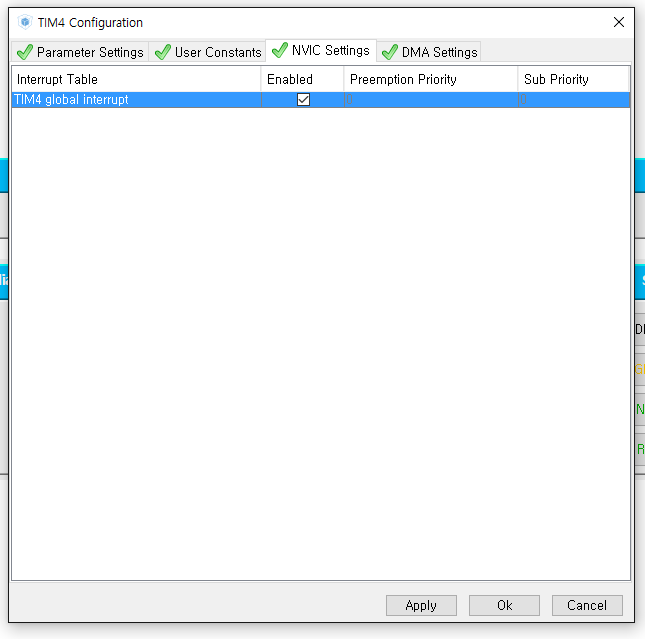 TIM4 Configuration
Parameter Settings User Constants NVIC Settings DMA Settings
Interrupt Table Enabled Preemption Priority Sub Priority
TIM4 global interrupt
Apply Ok Cancel